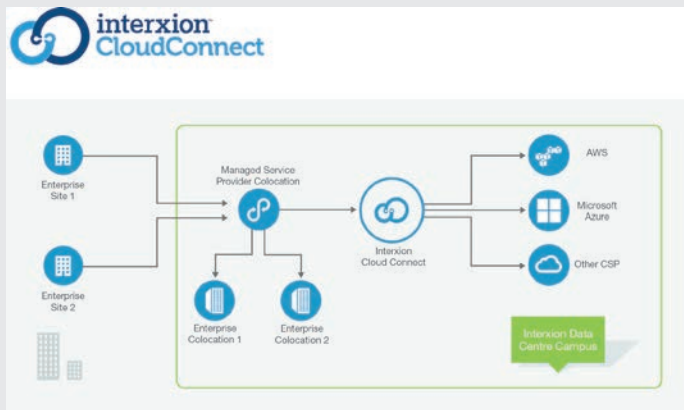 interxion™
CloudConnect
Managed Service
Provider Colocation
Enterprise
Site 1
Enterprise
Site 2
Enterprise
Colocation 1
Enterprise
Colocation 2
Interxion
Cloud Connect
AWS
Microsoft
Azure
Other CSP
Interxion Data
Centre Campus